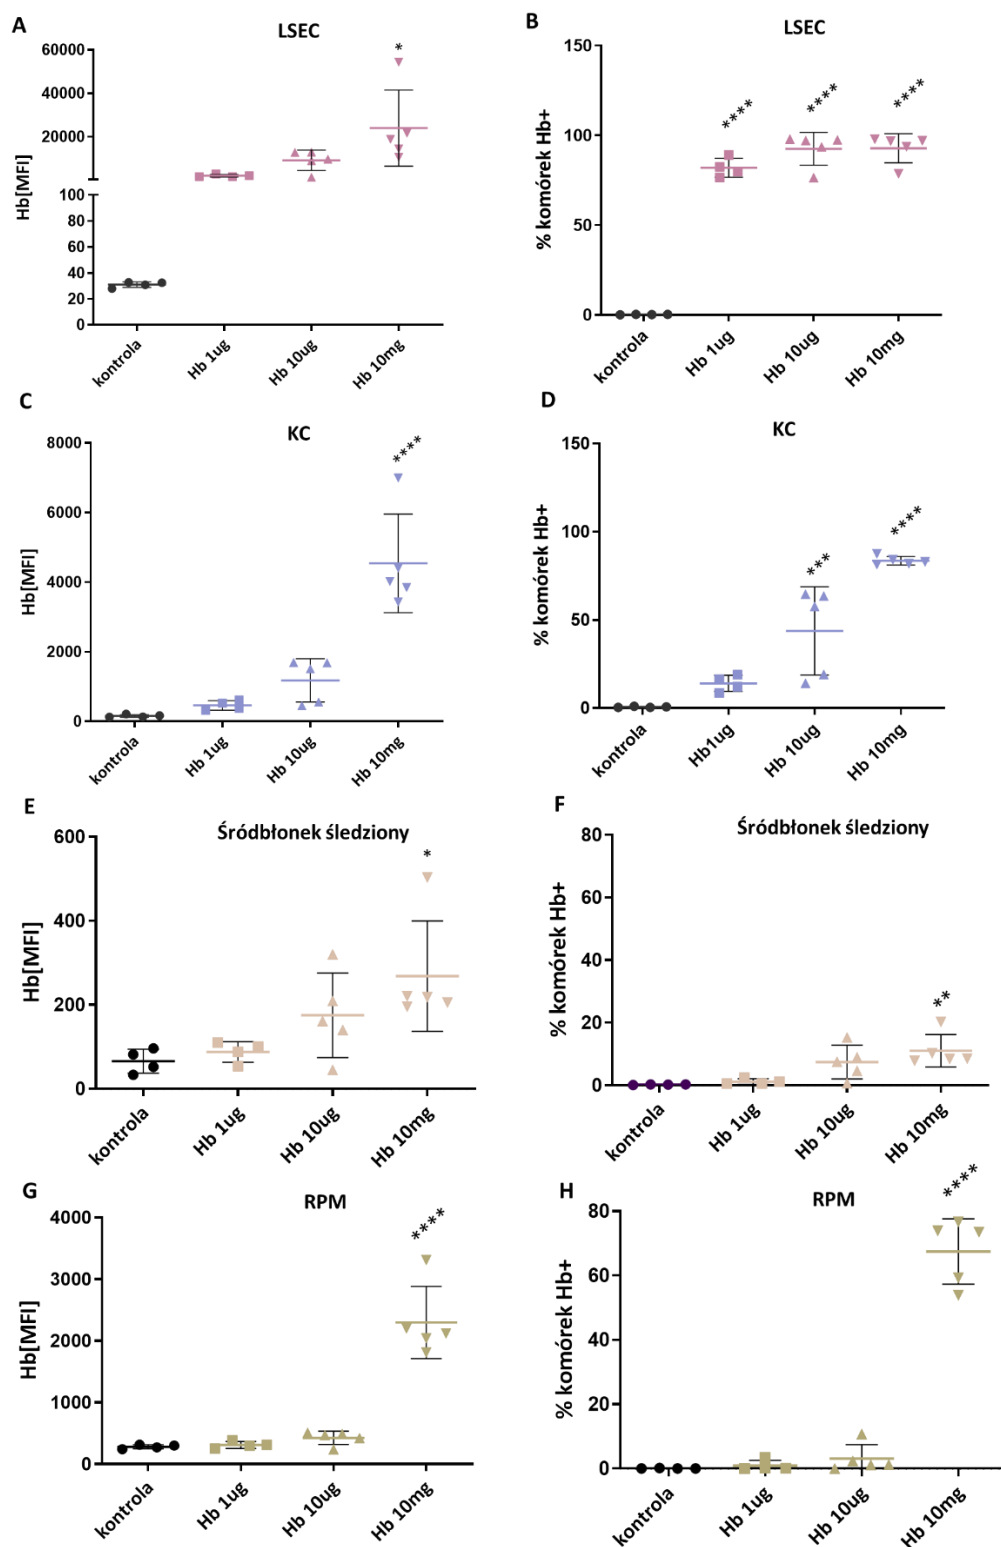 A
LSEC
Hb[MFI]
60000
40000
20000
100
80
60
40
20
0
*
kontrola
Hb 1ug
Hb 10ug
Hb 10mg
B
LSEC
% komórek Hb+
150
100
50
0
****
****
****
kontrola
Hb 1ug
Hb 10ug
Hb 10mg
C
KC
Hb[MFI]
8000
6000
4000
2000
0
****
kontrola
Hb 1ug
Hb 10ug
Hb 10mg
D
KC
% komórek Hb+
150
100
50
0
***
****
kontrola
Hb1ug
Hb 10ug
Hb 10mg
E
Śródbłonek śledziony
Hb[MFI]
600
400
200
0
*
kontrola
Hb 1ug
Hb 10ug
Hb 10mg
F
Śródbłonek śledziony
% komórek Hb+
80
60
40
20
0
**
kontrola
Hb 1ug
Hb 10ug
Hb 10mg
G
RPM
Hb[MFI]
4000
3000
2000
1000
0
****
kontrola
Hb 1ug
Hb 10ug
Hb 10mg
H
RPM
% komórek Hb+
80
60
40
20
0
****
kontrola
Hb 1ug
Hb 10ug
Hb 10mg